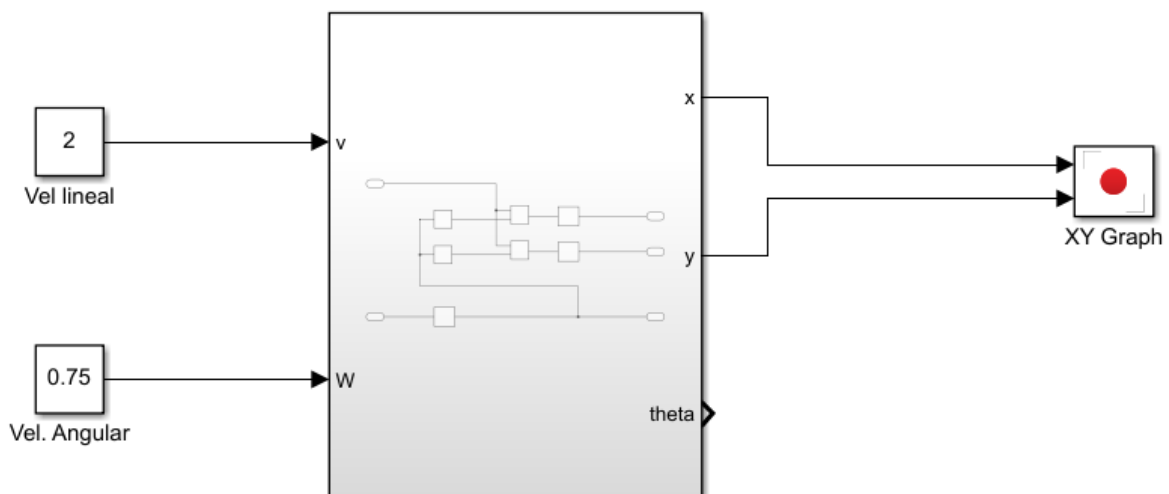 2
Vel lineal
v
x
y
XY Graph
0.75
Vel. Angular
W
theta